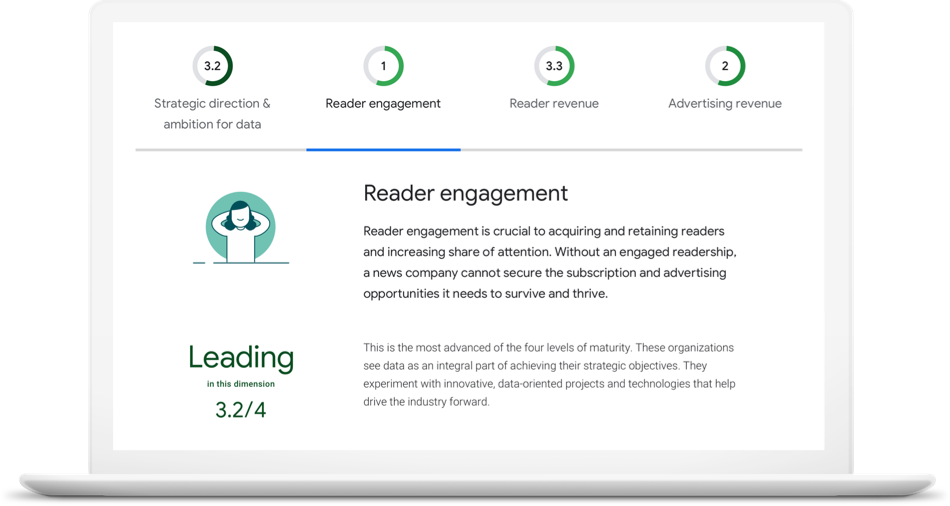 3.2
Strategic direction &
ambition for data
1
Reader engagement
3.3
Reader revenue
2
Advertising revenue
Reader engagement
Reader engagement is crucial to acquiring and retaining readers
and increasing share of attention. Without an engaged readership,
a news company cannot secure the subscription and advertising
opportunities it needs to survive and thrive.
Leading
in this dimension
3.2/4
This is the most advanced of the four levels of maturity. These organizations
see data as an integral part of achieving their strategic objectives. They
experiment with innovative, data-oriented projects and technologies that help
drive the industry forward.